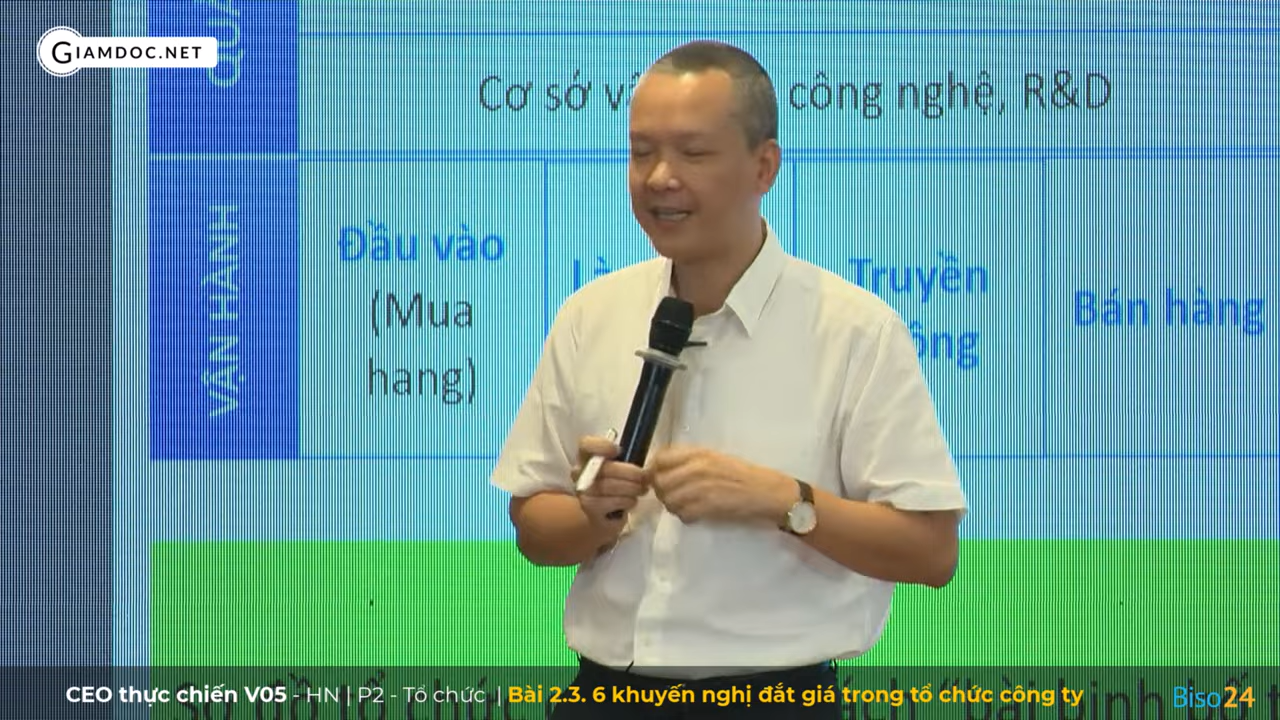 GIAMDOC.NET
QUẢ
Cơ sở vậ công nghệ, R&D
VẬN HÀNH
Đầu vào
(Mua
hang)
Truyền
ông
Bán hàng
CEO thực chiến V05 - HN | P2 - Tổ chức | Bài 2.3. 6 khuyến nghị đắt giá trong tổ chức công ty
Biso24